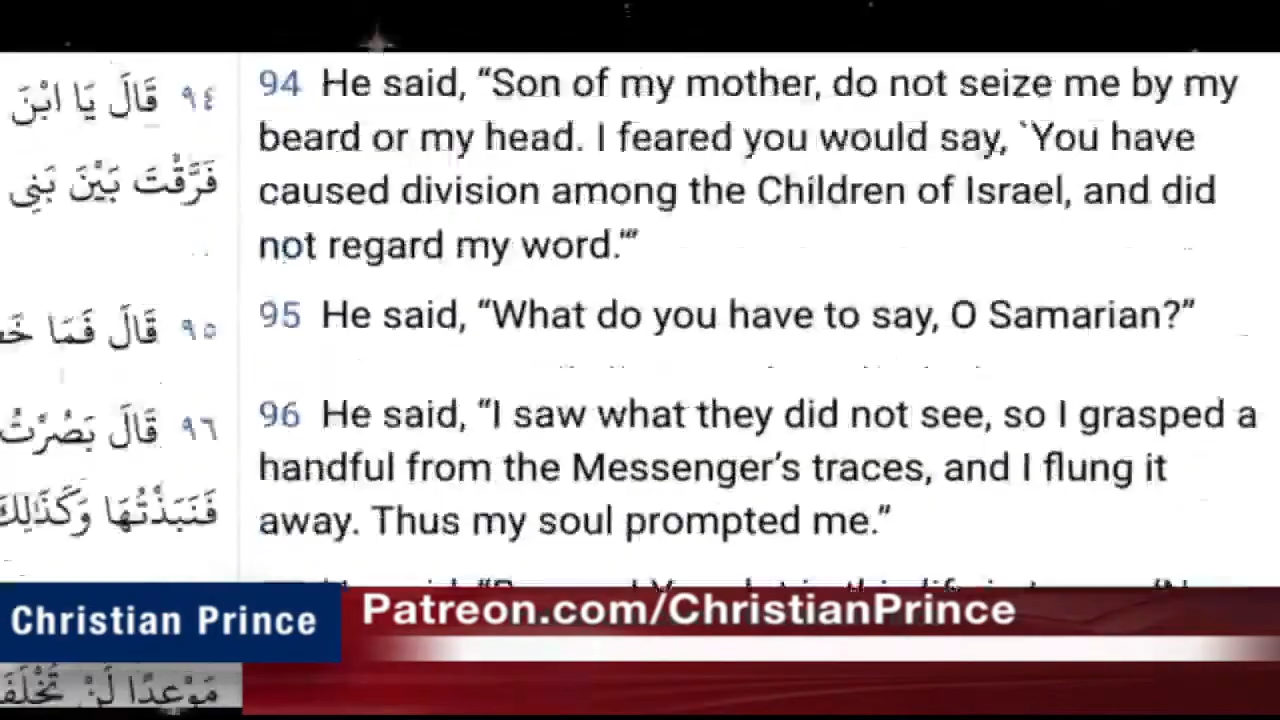 ٩٤ قَالَ يَا ابْنَ
فَرَّقْتَ بَيْنَ بَنِي
٩٥ قَالَ فَمَا
٩٦ قَالَ بَصُرْتُ
فَنَبَذْتُهَا وَكَذَٰلِكَ
94 He said, “Son of my mother, do not seize me by my
beard or my head. I feared you would say, `You have
caused division among the Children of Israel, and did
not regard my word.’”
95 He said, “What do you have to say, O Samarian?”
96 He said, “I saw what they did not see, so I grasped a
handful from the Messenger’s traces, and I flung it
away. Thus my soul prompted me.”
Christian Prince
Patreon.com/ChristianPrince
مَوْعِدًا لَنْ